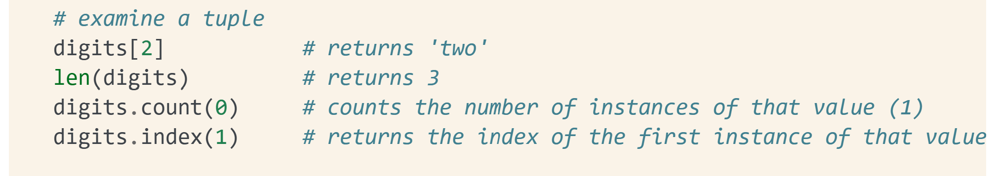 # examine a tuple
digits[2]              # returns 'two'
len(digits)            # returns 3
digits.count(0)        # counts the number of instances of that value (1)
digits.index(1)        # returns the index of the first instance of that value